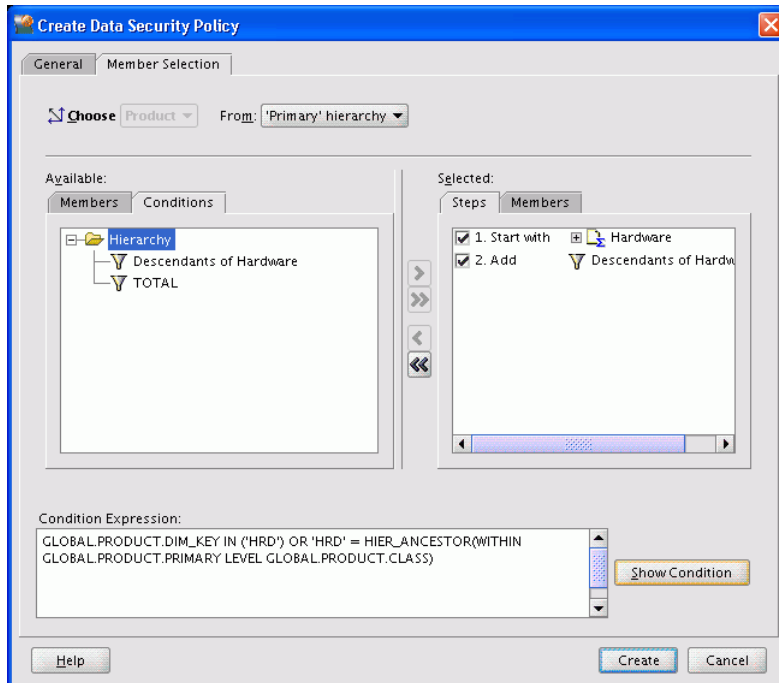 Create Data Security Policy
General Member Selection
Choose Product From: 'Primary' hierarchy
Available: Selected:
Members Conditions Steps Members
Hierarchy 1. Start with Hardware
Descendants of Hardware 2. Add Descendants of Hardw
TOTAL
Condition Expression:
GLOBAL.PRODUCT.DIM_KEY IN ('HRD') OR 'HRD' = HIER_ANCESTOR(WITHIN
GLOBAL.PRODUCT.PRIMARY LEVEL GLOBAL.PRODUCT.CLASS)
Show Condition
Help Create Cancel